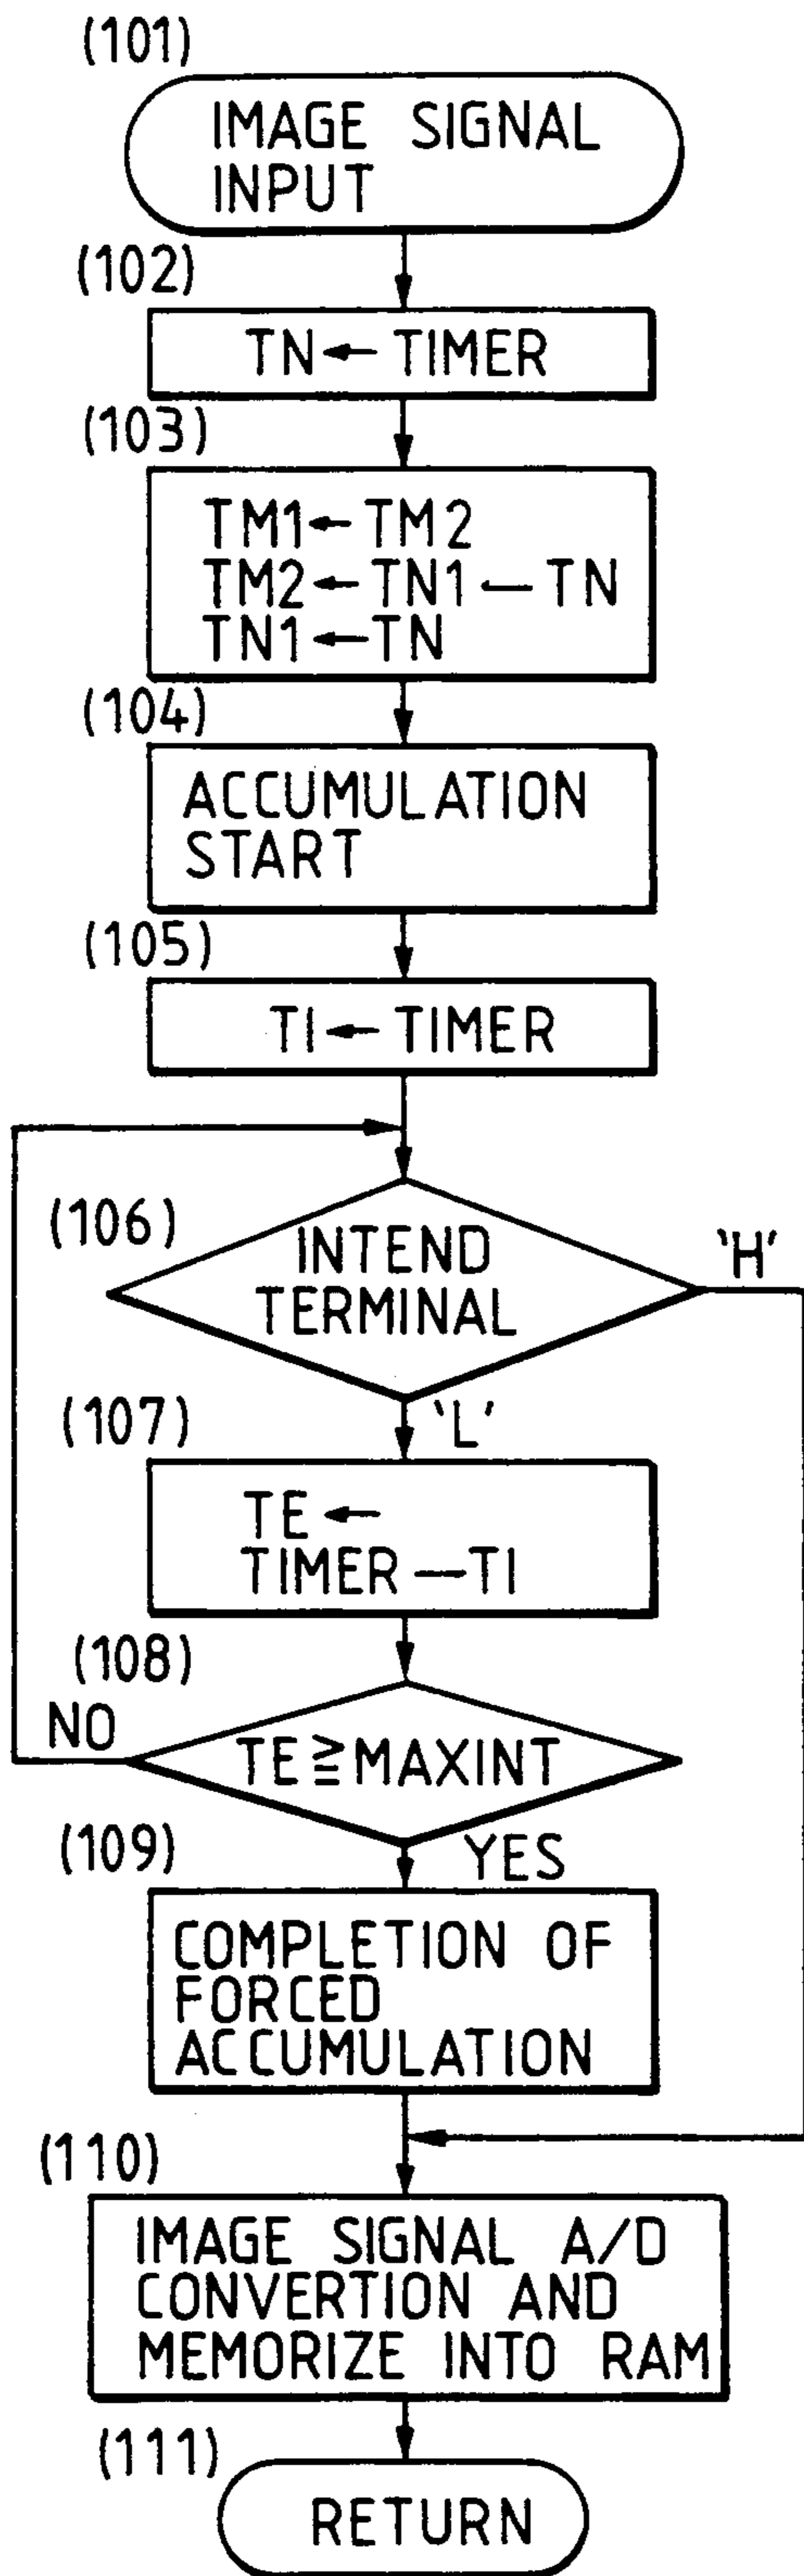 (101)
IMAGE SIGNAL
INPUT
(102)
TN ← TIMER
(103)
TM1 ← TM2
TM2 ← TN1 — TN
TN1 ← TN
(104)
ACCUMULATION
START
(105)
TI ← TIMER
(106)
INTEND
TERMINAL
'H'
(107)
'L'
TE ←
TIMER — TI
(108)
NO
TE ≧ MAXINT
(109)
YES
COMPLETION OF
FORCED
ACCUMULATION
(110)
IMAGE SIGNAL A/D
CONVERTION AND
MEMORIZE INTO RAM
(111)
RETURN